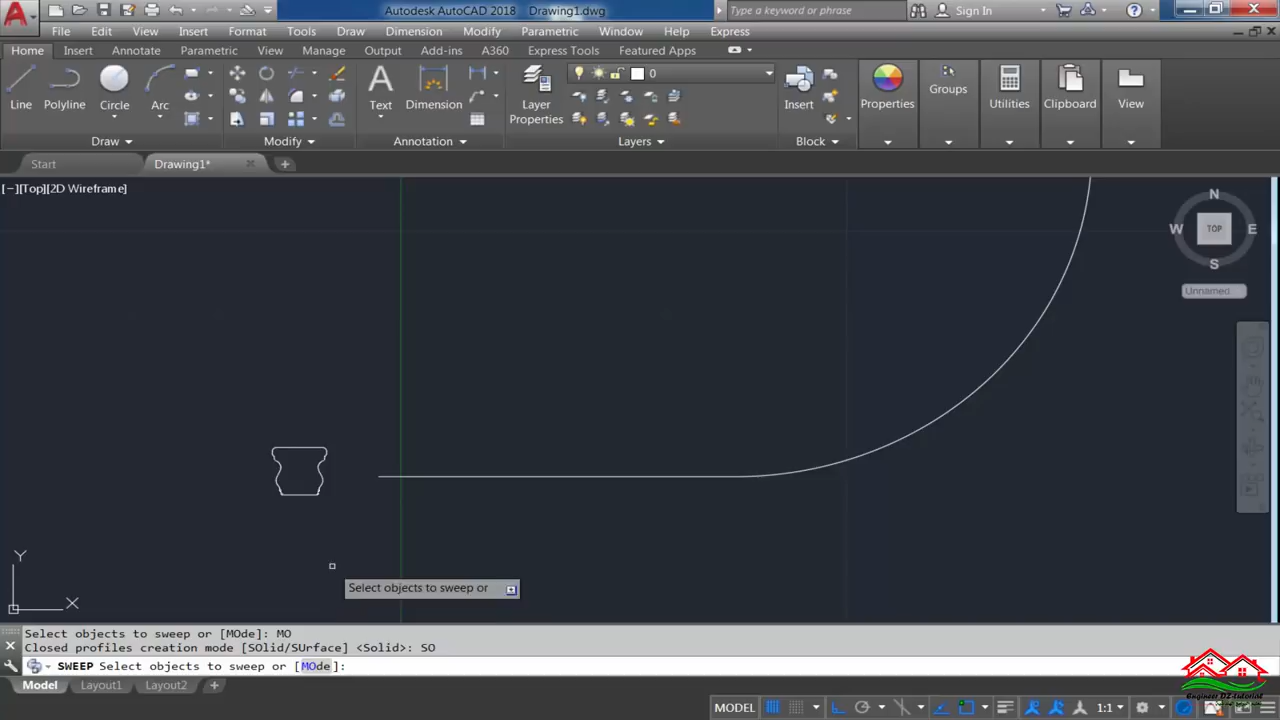 Autodesk AutoCAD 2018 Drawing1.dwg
Type a keyword or phrase
Sign In
File Edit View Insert Format Tools Draw Dimension Modify Parametric Window Help Express
Home Insert Annotate Parametric View Manage Output Add-ins A360 Express Tools Featured Apps
0
Line Polyline Circle Arc Text Dimension Layer Properties Insert Properties Groups Utilities Clipboard View
Draw Modify Annotation Layers Block
Start Drawing1*
[−][Top][2D Wireframe]
N
W TOP E
S
Unnamed
Y
X
Select objects to sweep or
Select objects to sweep or [MOde]: MO
Closed profiles creation mode [SOlid/SUrface] <Solid>: SO
SWEEP Select objects to sweep or [MOde]:
Model Layout1 Layout2
MODEL 1:1
Engineer DZ-tutorial